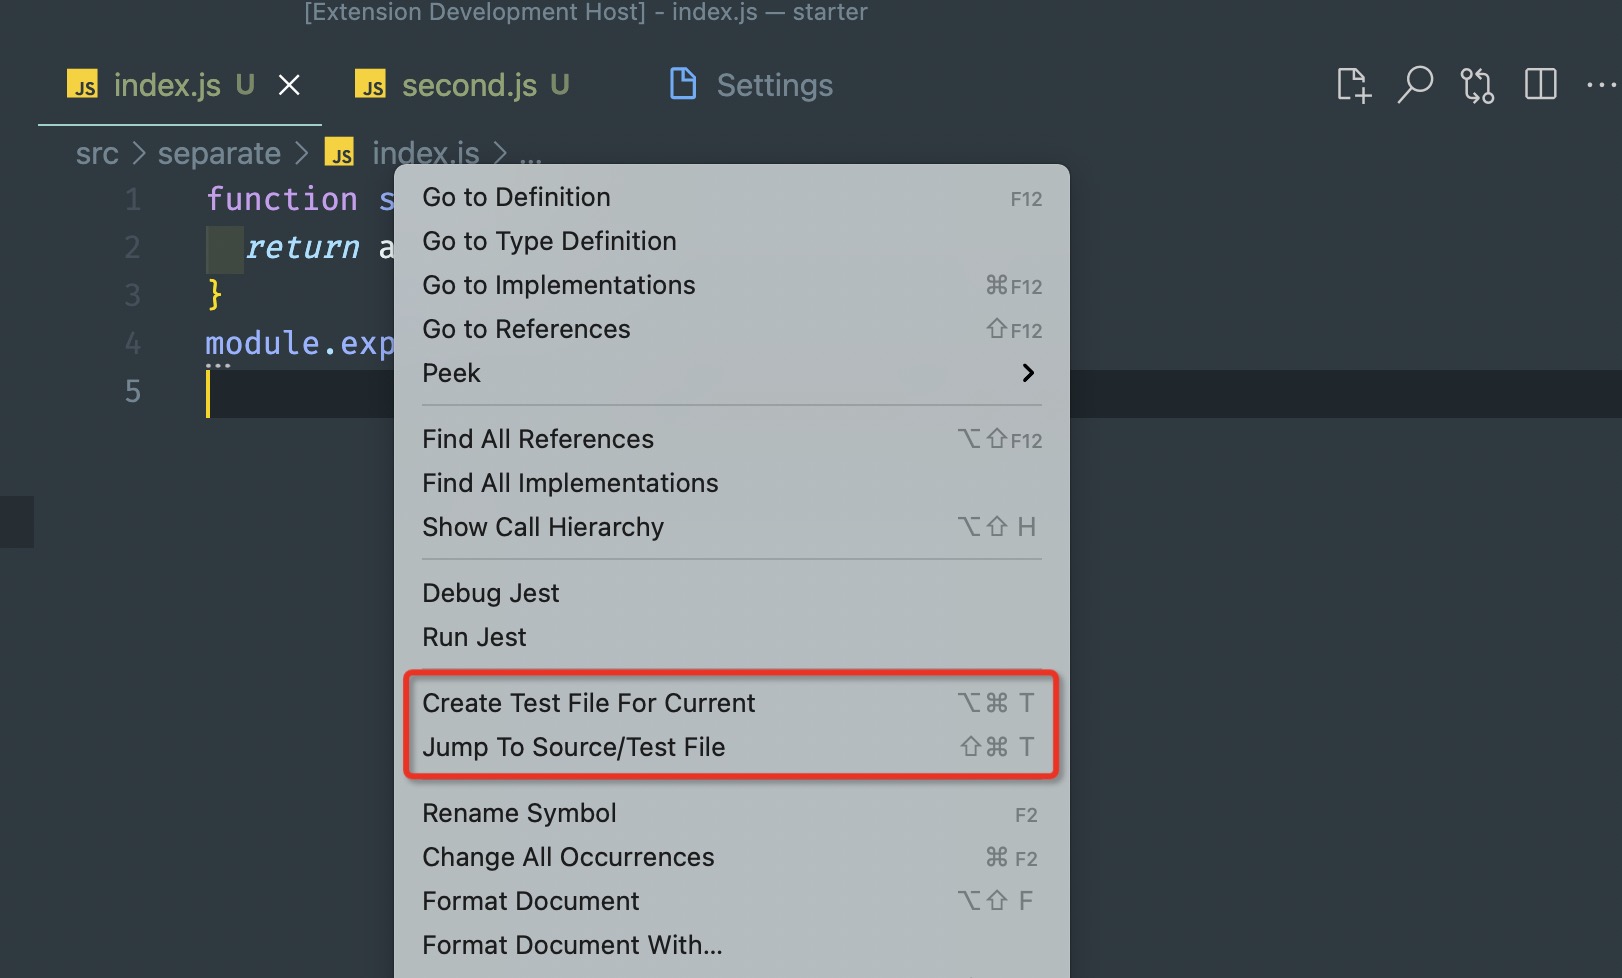 [Extension Development Host] - index.js — starter
JS index.js U JS second.js U Settings
src > separate > JS index.js > ...
1 function s
2 return a
3 }
4 module.exp
5
Go to Definition F12
Go to Type Definition
Go to Implementations ⌘F12
Go to References ⇧F12
Peek
Find All References ⌥⇧F12
Find All Implementations
Show Call Hierarchy ⌥⇧ H
Debug Jest
Run Jest
Create Test File For Current ⌥⌘ T
Jump To Source/Test File ⇧⌘ T
Rename Symbol F2
Change All Occurrences ⌘ F2
Format Document ⌥⇧ F
Format Document With...